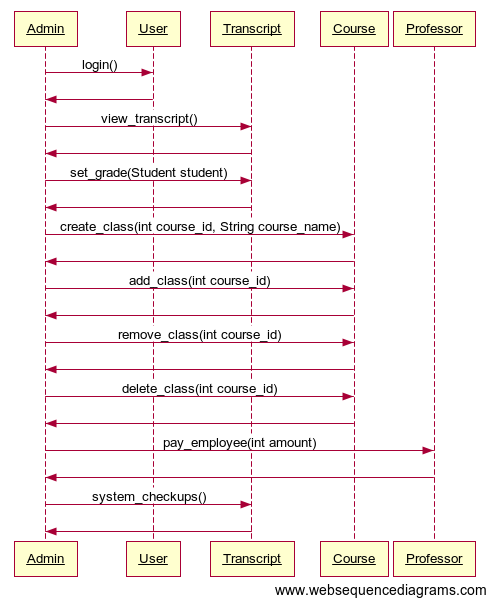 Admin User Transcript Course Professor
login()
view_transcript()
set_grade(Student student)
create_class(int course_id, String course_name)
add_class(int course_id)
remove_class(int course_id)
delete_class(int course_id)
pay_employee(int amount)
system_checkups()
Admin User Transcript Course Professor
www.websequencediagrams.com